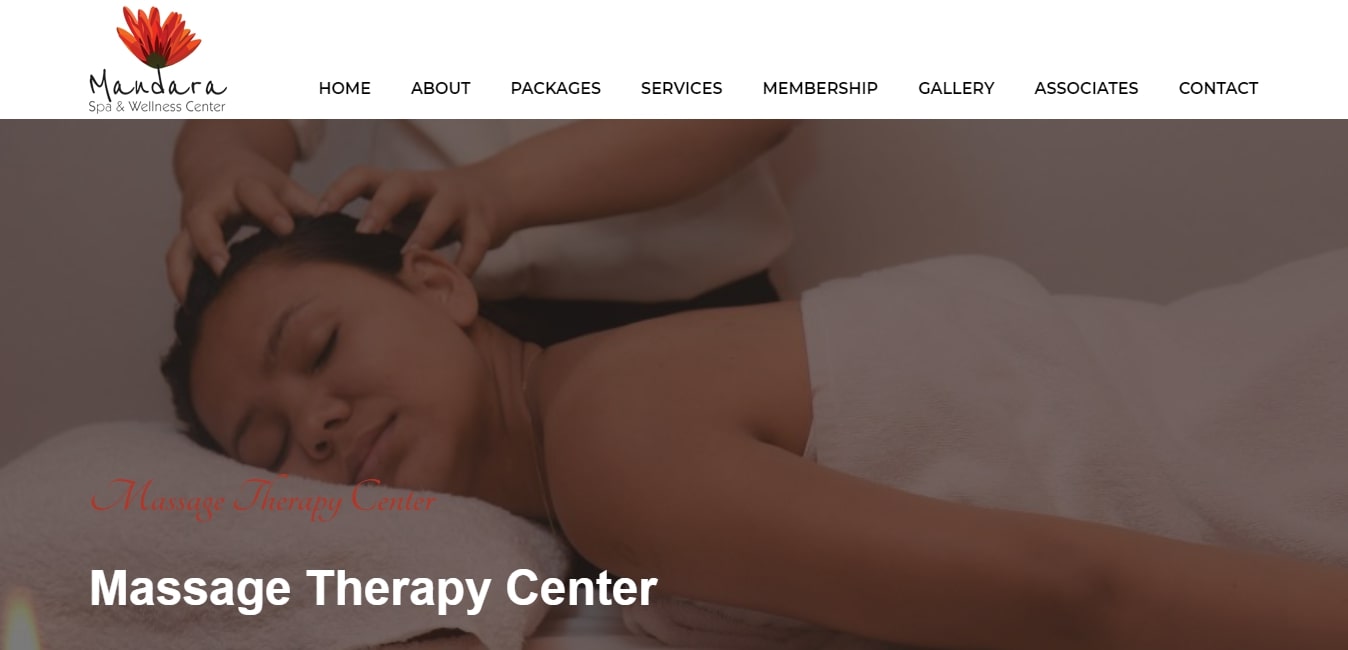 Mandara
Spa & Wellness Center
HOME ABOUT PACKAGES SERVICES MEMBERSHIP GALLERY ASSOCIATES CONTACT
Massage Therapy Center
Massage Therapy Center